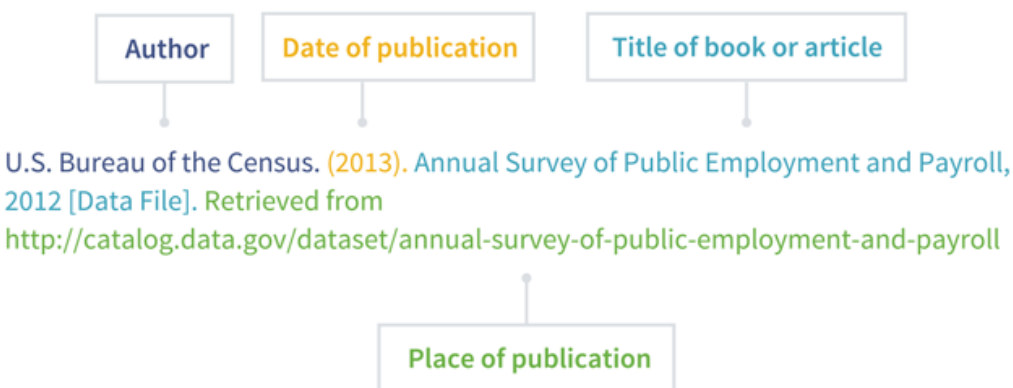 Author
Date of publication
Title of book or article
U.S. Bureau of the Census. (2013). Annual Survey of Public Employment and Payroll,
2012 [Data File]. Retrieved from
http://catalog.data.gov/dataset/annual-survey-of-public-employment-and-payroll
Place of publication